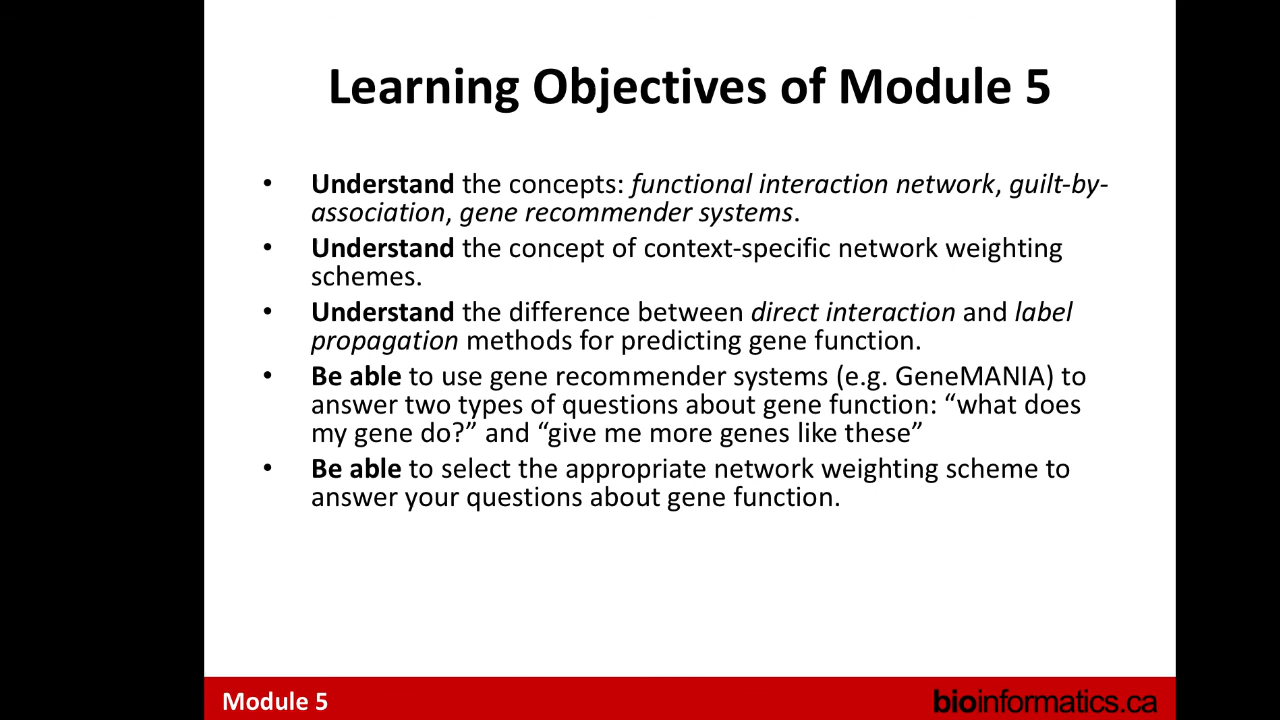 Learning Objectives of Module 5
• Understand the concepts: functional interaction network, guilt-by-
association, gene recommender systems.
• Understand the concept of context-specific network weighting
schemes.
• Understand the difference between direct interaction and label
propagation methods for predicting gene function.
• Be able to use gene recommender systems (e.g. GeneMANIA) to
answer two types of questions about gene function: “what does
my gene do?” and “give me more genes like these”
• Be able to select the appropriate network weighting scheme to
answer your questions about gene function.
Module 5
bioinformatics.ca